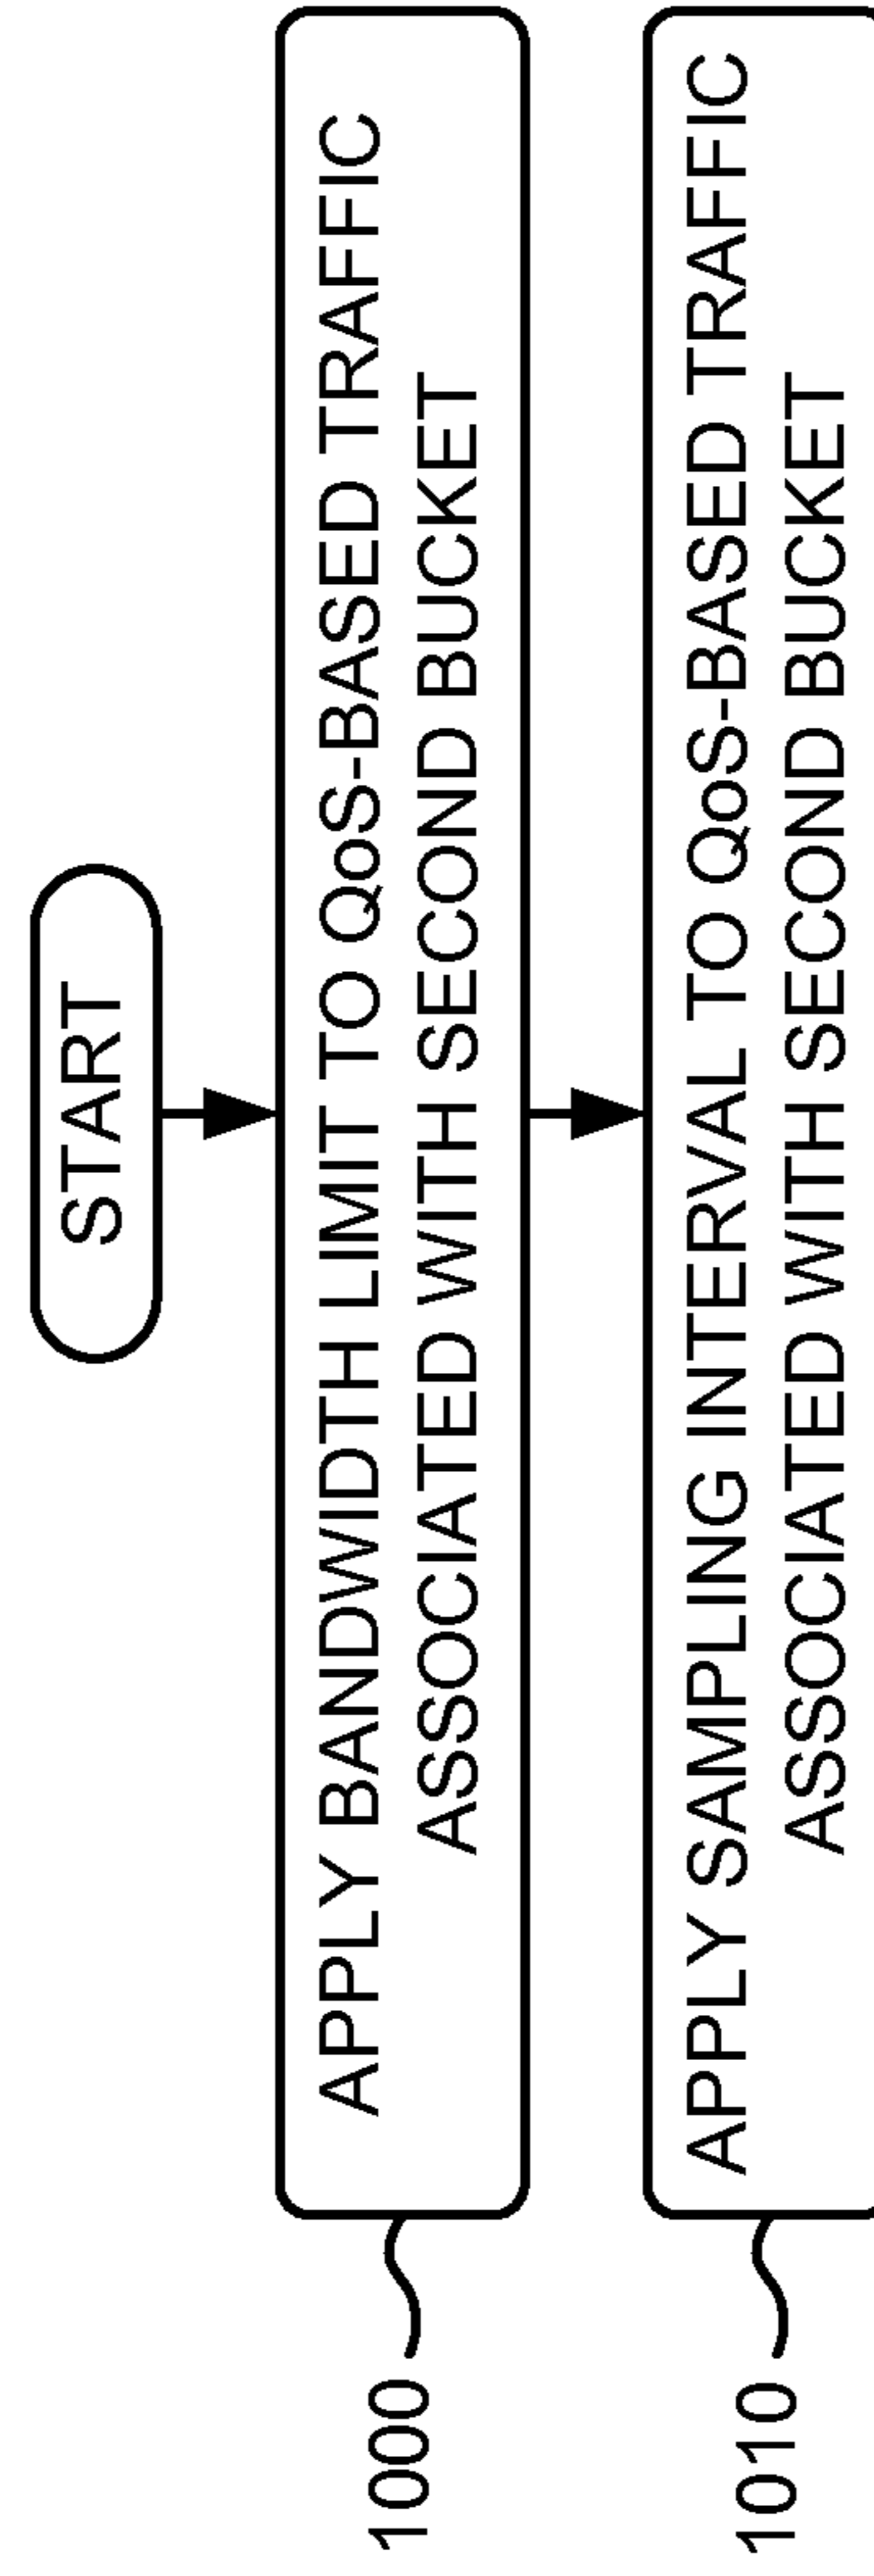 START
APPLY BANDWIDTH LIMIT TO QoS-BASED TRAFFIC
ASSOCIATED WITH SECOND BUCKET
1000
APPLY SAMPLING INTERVAL TO QoS-BASED TRAFFIC
ASSOCIATED WITH SECOND BUCKET
1010